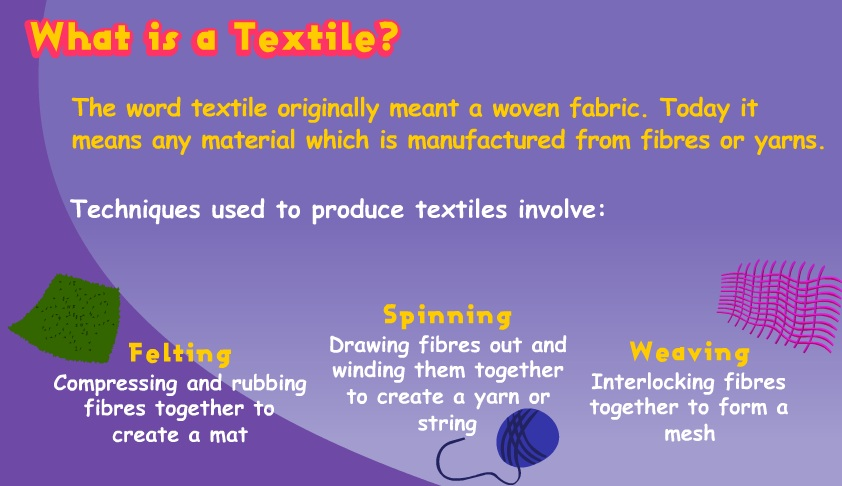 What is a Textile?
The word textile originally meant a woven fabric. Today it
means any material which is manufactured from fibres or yarns.
Techniques used to produce textiles involve:
Felting
Compressing and rubbing
fibres together to
create a mat
Spinning
Drawing fibres out and
winding them together
to create a yarn or
string
Weaving
Interlocking fibres
together to form a
mesh